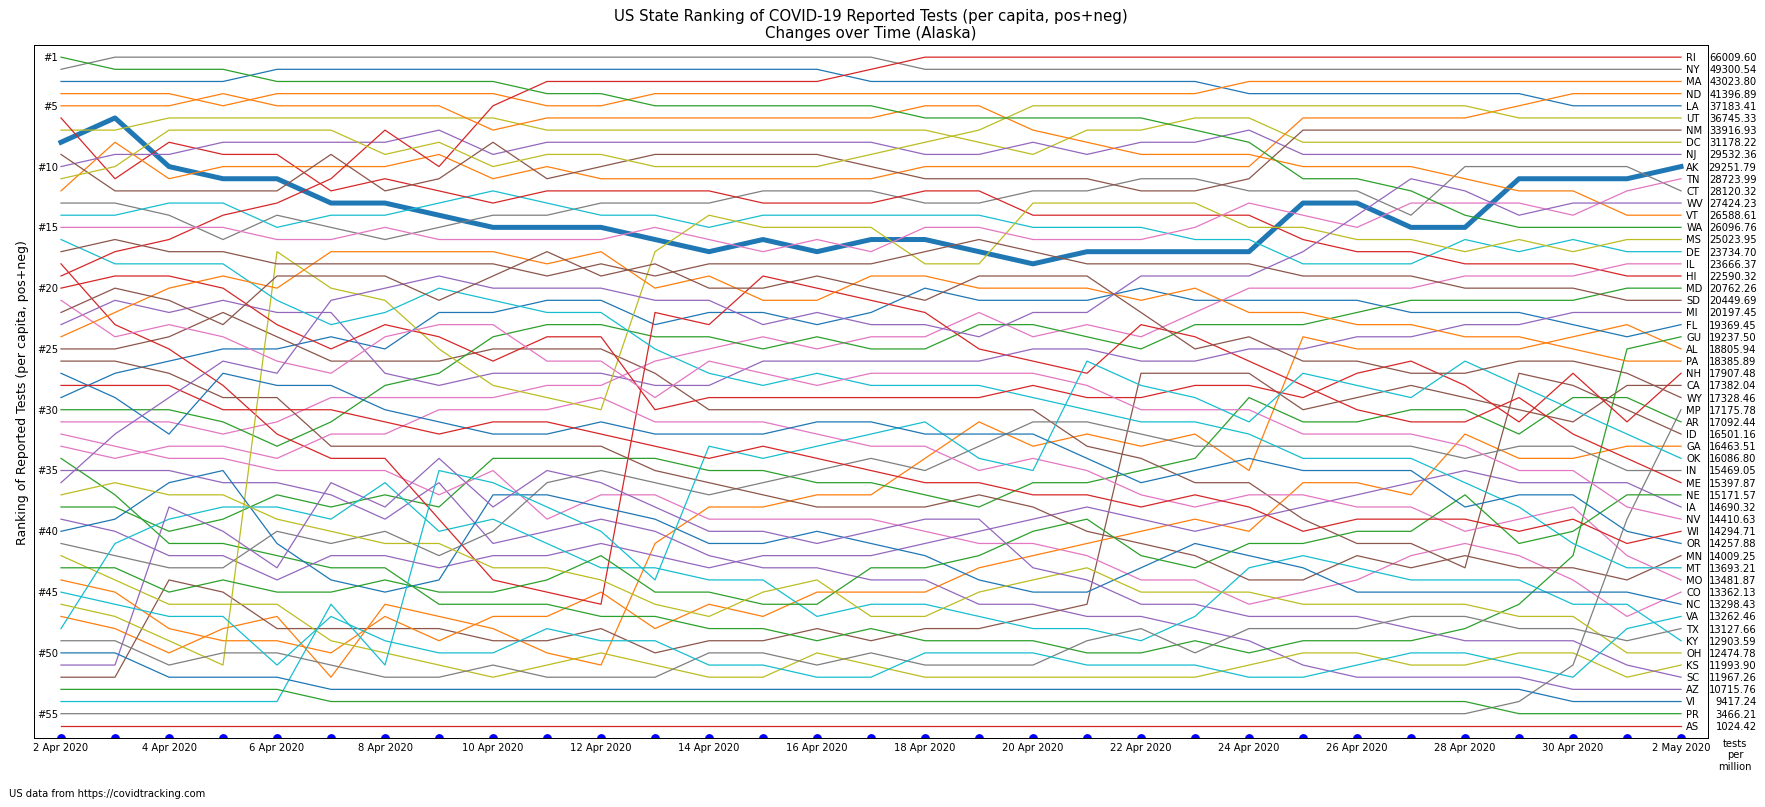 US State Ranking of COVID-19 Reported Tests (per capita, pos+neg)
Changes over Time (Alaska)
Ranking of Reported Tests (per capita, pos+neg)
#1
#5
#10
#15
#20
#25
#30
#35
#40
#45
#50
#55
RI 66009.60
NY 49300.54
MA 43023.80
ND 41396.89
LA 37183.41
UT 36745.33
NM 33916.93
DC 31178.22
NJ 29532.36
AK 29251.79
TN 28723.99
CT 28120.32
WV 27424.23
VT 26588.61
WA 26096.76
MS 25023.95
DE 23734.70
IL 23666.37
HI 22590.32
MD 20762.26
SD 20449.69
MI 20197.45
FL 19369.45
GU 19237.50
AL 18805.94
PA 18385.89
NH 17907.48
CA 17382.04
WY 17328.46
MP 17175.78
AR 17092.44
ID 16501.16
GA 16463.51
OK 16086.80
IN 15469.05
ME 15397.87
NE 15171.57
IA 14690.32
NV 14410.63
WI 14294.71
OR 14257.88
MN 14009.25
MT 13693.21
MO 13481.87
CO 13362.13
NC 13298.43
VA 13262.46
TX 13127.66
KY 12903.59
OH 12474.78
KS 11993.90
SC 11967.26
AZ 10715.76
VI 9417.24
PR 3466.21
AS 1024.42
2 Apr 2020 4 Apr 2020 6 Apr 2020 8 Apr 2020 10 Apr 2020 12 Apr 2020 14 Apr 2020 16 Apr 2020 18 Apr 2020 20 Apr 2020 22 Apr 2020 24 Apr 2020 26 Apr 2020 28 Apr 2020 30 Apr 2020 2 May 2020
tests
per
million
US data from https://covidtracking.com